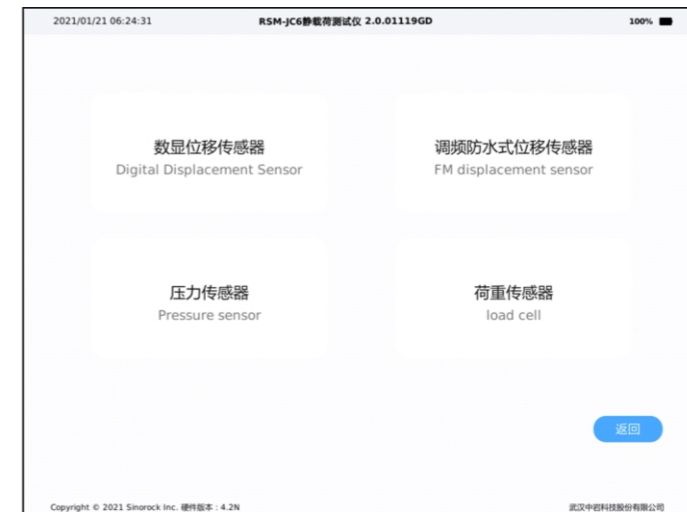 2021/01/21 06:24:31 RSM-JC6静载荷测试仪 2.0.01119GD 100%
数显位移传感器
Digital Displacement Sensor
调频防水式位移传感器
FM displacement sensor
压力传感器
Pressure sensor
荷重传感器
load cell
返回
Copyright © 2021 Sinorock Inc. 硬件版本：4.2N 武汉中岩科技股份有限公司